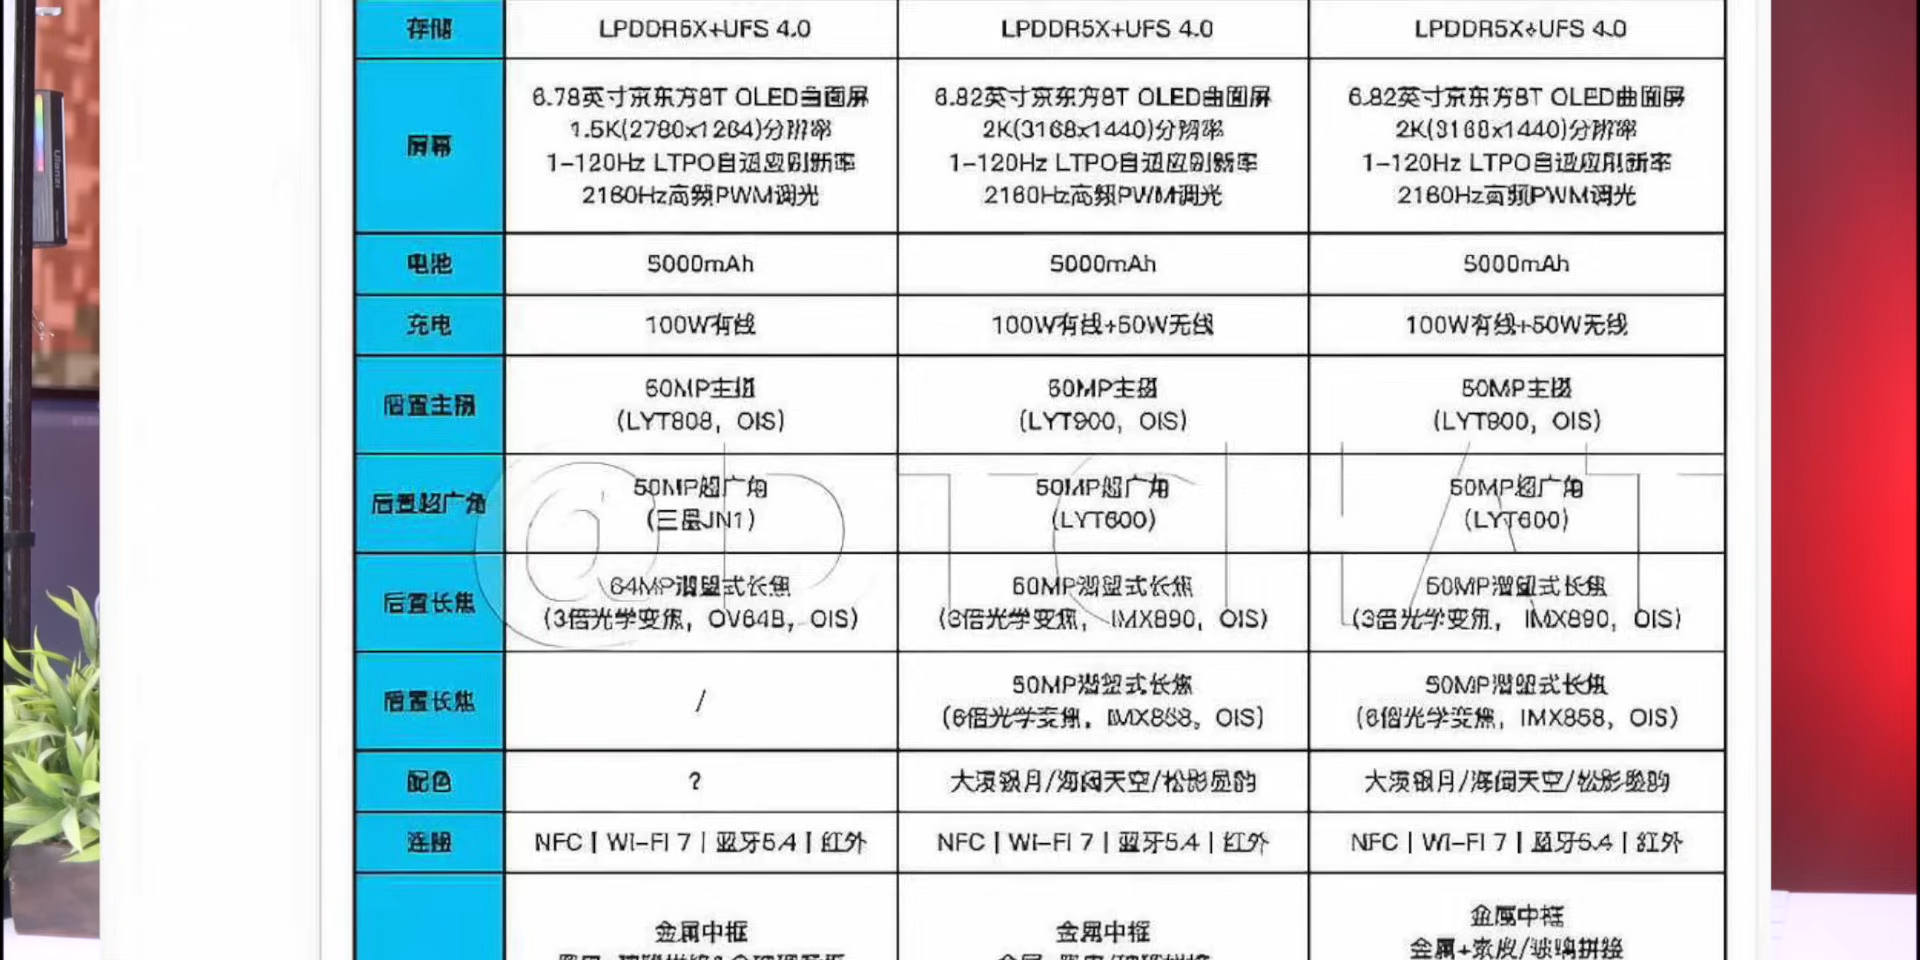 存储
LPDDR5X+UFS 4.0
LPDDR5X+UFS 4.0
LPDDR5X+UFS 4.0
屏幕
6.78英寸京东方8T OLED曲面屏
1.5K(2780x1264)分辨率
1-120Hz LTPO自适应刷新率
2160Hz高频PWM调光
6.82英寸京东方8T OLED曲面屏
2K(3168x1440)分辨率
1-120Hz LTPO自适应刷新率
2160Hz高频PWM调光
6.82英寸京东方8T OLED曲面屏
2K(3168x1440)分辨率
1-120Hz LTPO自适应刷新率
2160Hz高频PWM调光
电池
5000mAh
5000mAh
5000mAh
充电
100W有线
100W有线+50W无线
100W有线+50W无线
后置主摄
50MP主摄
(LYT808, OIS)
50MP主摄
(LYT900, OIS)
50MP主摄
(LYT900, OIS)
后置超广角
50MP超广角
(三星JN1)
50MP超广角
(LYT600)
50MP超广角
(LYT600)
后置长焦
64MP潜望式长焦
(3倍光学变焦, OV64B, OIS)
50MP潜望式长焦
(3倍光学变焦, IMX890, OIS)
50MP潜望式长焦
(3倍光学变焦, IMX890, OIS)
后置长焦
/
50MP潜望式长焦
(6倍光学变焦, IMX858, OIS)
50MP潜望式长焦
(6倍光学变焦, IMX858, OIS)
配色
?
大漠银月/海阔天空/松影墨韵
大漠银月/海阔天空/松影墨韵
连接
NFC | Wi-Fi 7 | 蓝牙5.4 | 红外
NFC | Wi-Fi 7 | 蓝牙5.4 | 红外
NFC | Wi-Fi 7 | 蓝牙5.4 | 红外
金属中框
金属中框
金属中框
金属+素皮/玻璃拼接
Ulanzi